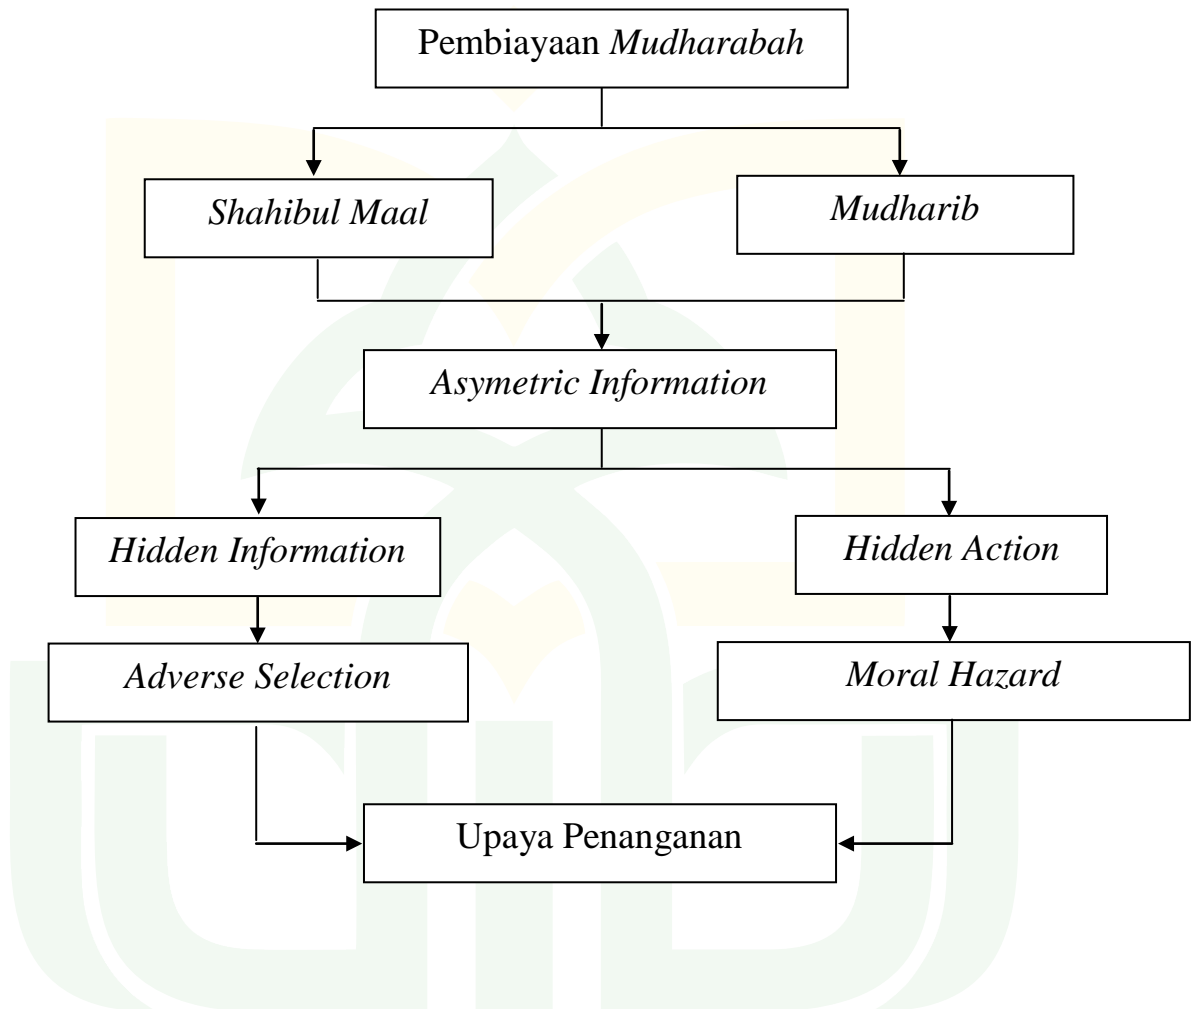 Pembiayaan Mudharabah
Shahibul Maal
Mudharib
Asymetric Information
Hidden Information
Hidden Action
Adverse Selection
Moral Hazard
Upaya Penanganan